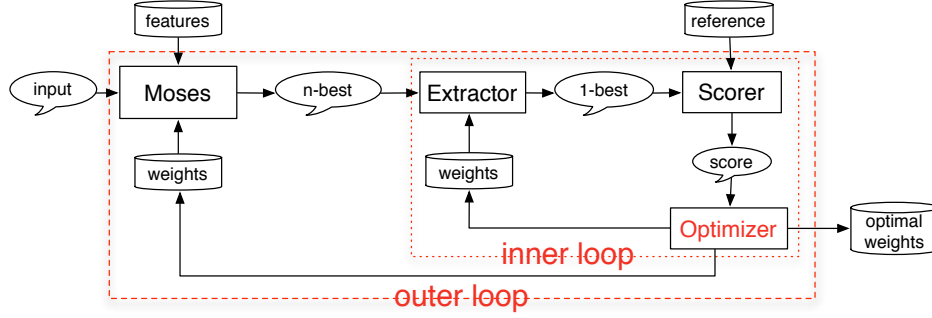 features
reference
input
Moses
n-best
Extractor
1-best
Scorer
weights
weights
score
Optimizer
optimal
weights
inner loop
outer loop